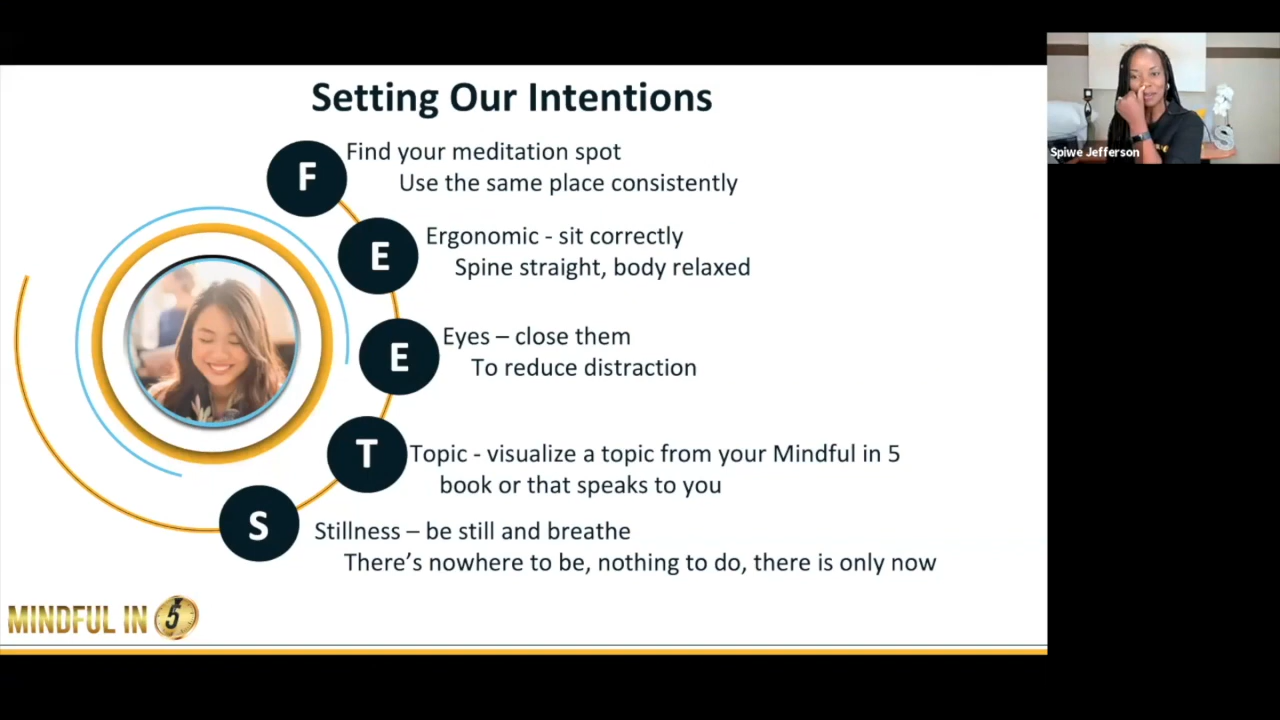 Setting Our Intentions
F
Find your meditation spot
Use the same place consistently
E
Ergonomic - sit correctly
Spine straight, body relaxed
E
Eyes – close them
To reduce distraction
T
Topic - visualize a topic from your Mindful in 5
book or that speaks to you
S
Stillness – be still and breathe
There’s nowhere to be, nothing to do, there is only now
MINDFUL IN 5
Spiwe Jefferson